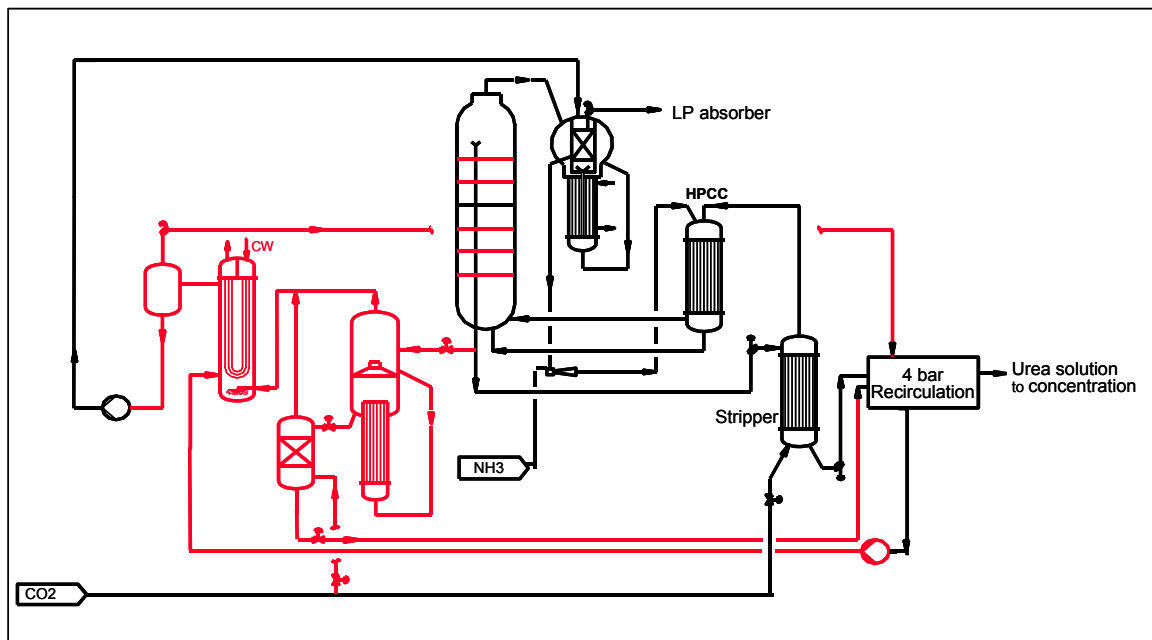 LP absorber
HPCC
CW
4 bar
Recirculation
Urea solution
to concentration
Stripper
NH3
CO2